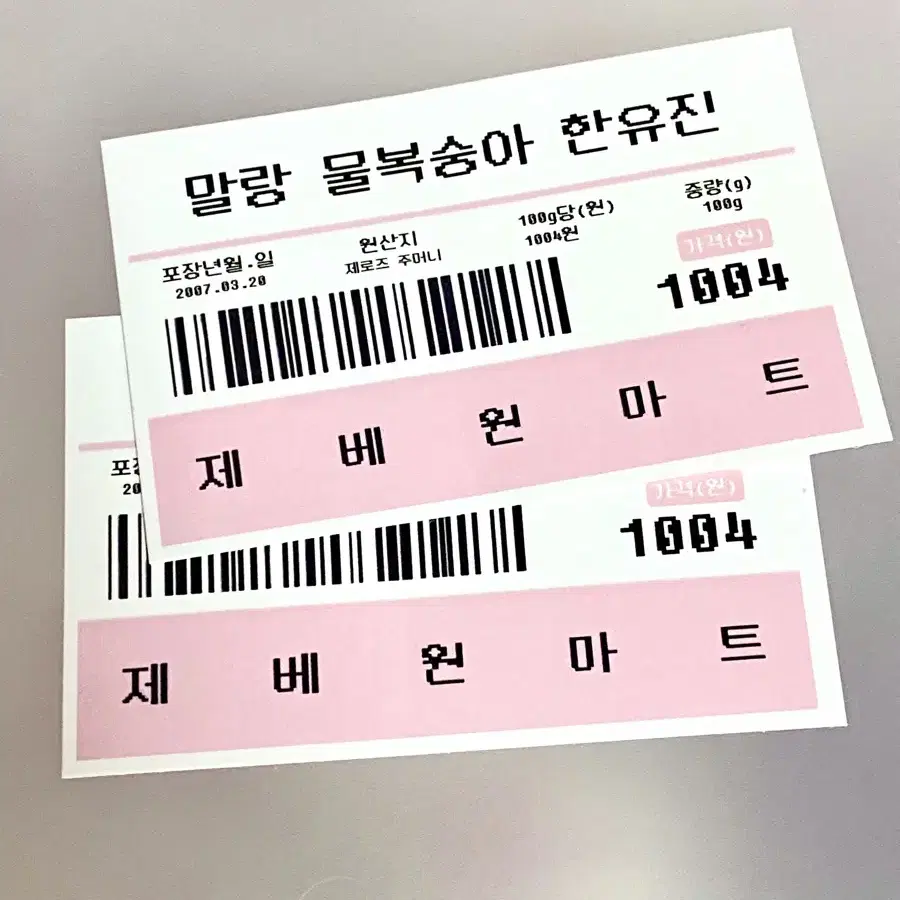 말랑 물복숭아 한유진
포장년월.일 원산지 100g당(원) 중량(g)
2007.03.20 제로즈 주머니 1004원 100g
가격(원)
1004
제 베 원 마 트
포장
20
가격(원)
1004
제 베 원 마 트